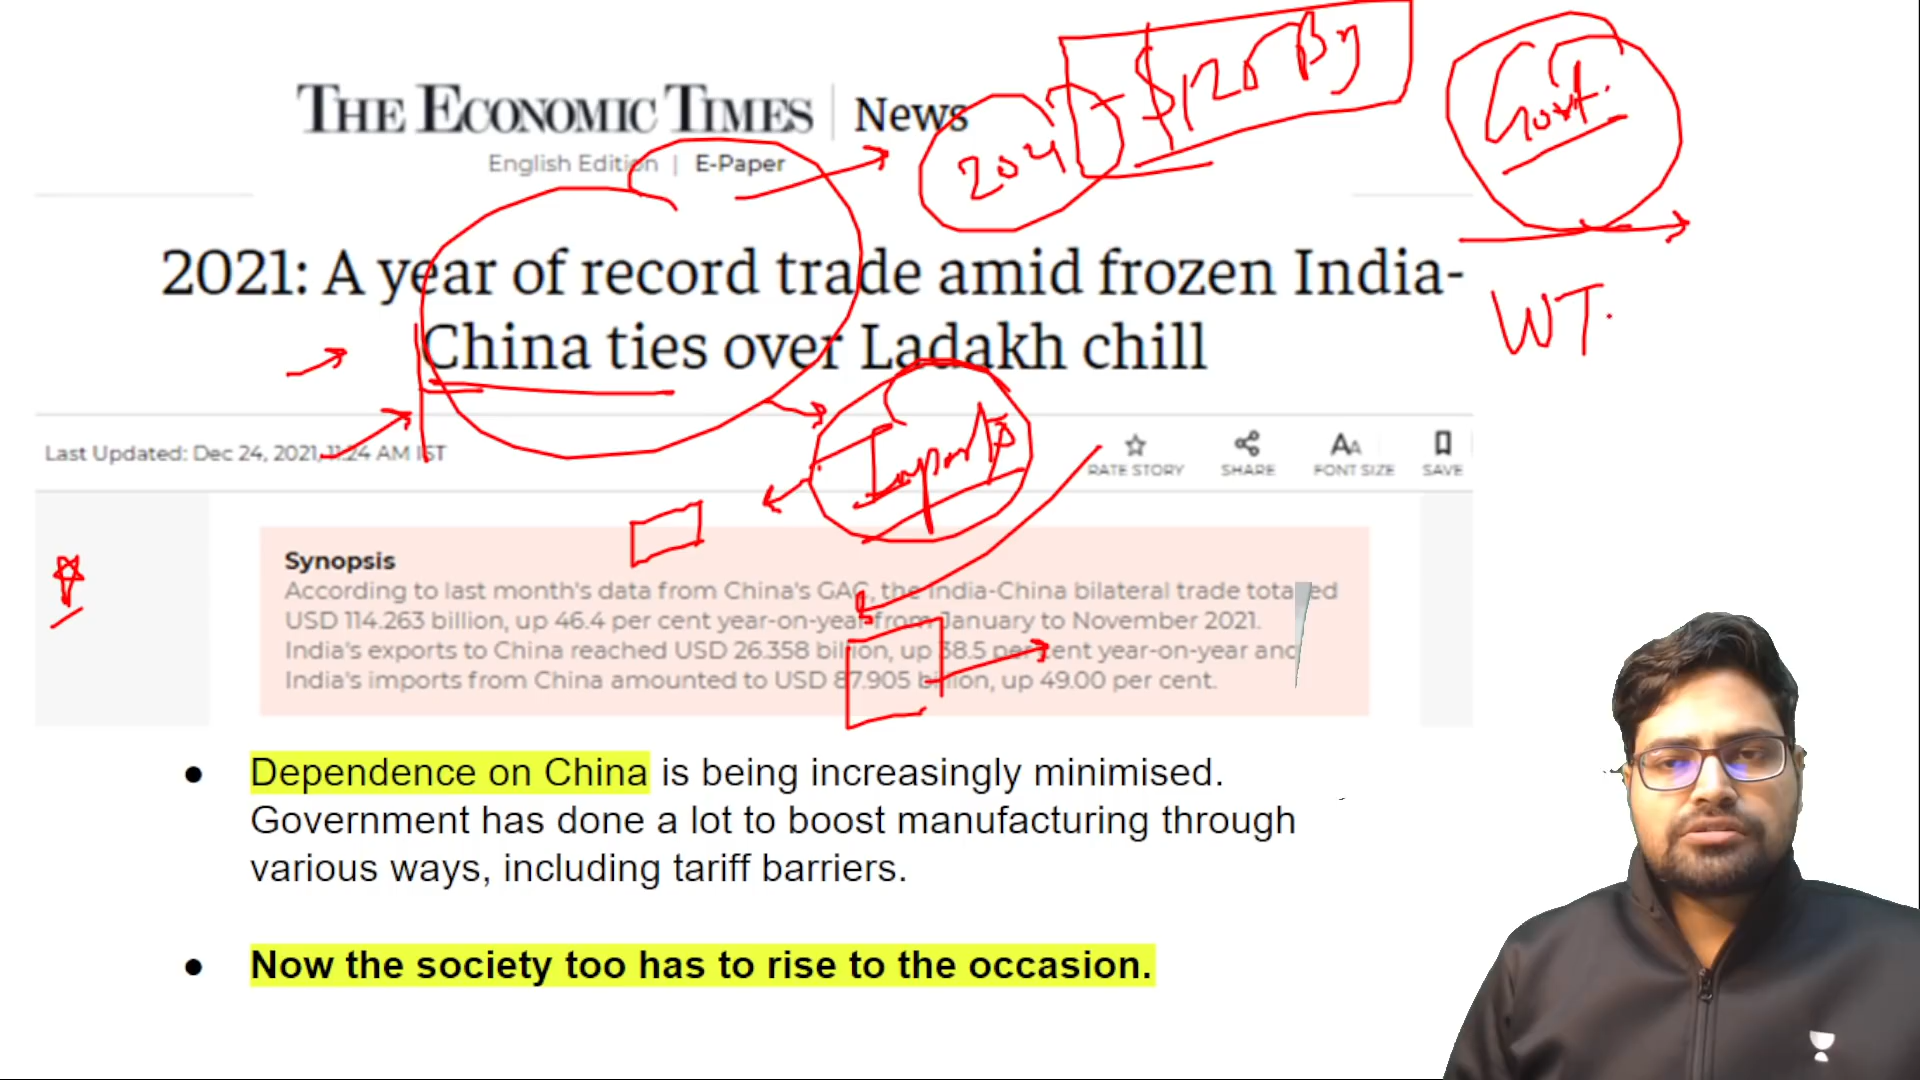 THE ECONOMIC TIMES | News
English Edition | E-Paper
$120 By
Govt.
2021: A year of record trade amid frozen India-
China ties over Ladakh chill
WT.
Imports
Last Updated: Dec 24, 2021, 11:24 AM IST
RATE STORY SHARE FONT SIZE SAVE
Synopsis
According to last month's data from China's GAC, the India-China bilateral trade totalled
USD 114.263 billion, up 46.4 per cent year-on-year from January to November 2021.
India's exports to China reached USD 26.358 billion, up 38.5 per cent year-on-year and
India's imports from China amounted to USD 87.905 billion, up 49.00 per cent.
● Dependence on China is being increasingly minimised.
Government has done a lot to boost manufacturing through
various ways, including tariff barriers.
● Now the society too has to rise to the occasion.